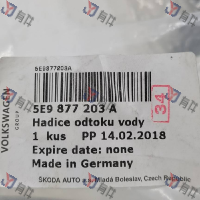 5E9877203A
VOLKSWAGEN
GROUP
5E9 877 203 A
34
Hadice odtoku vody
1 kus PP 14.02.2018
Expire date: none
Made in Germany
ŠKODA AUTO a.s. Mladá Boleslav, Czech Republic